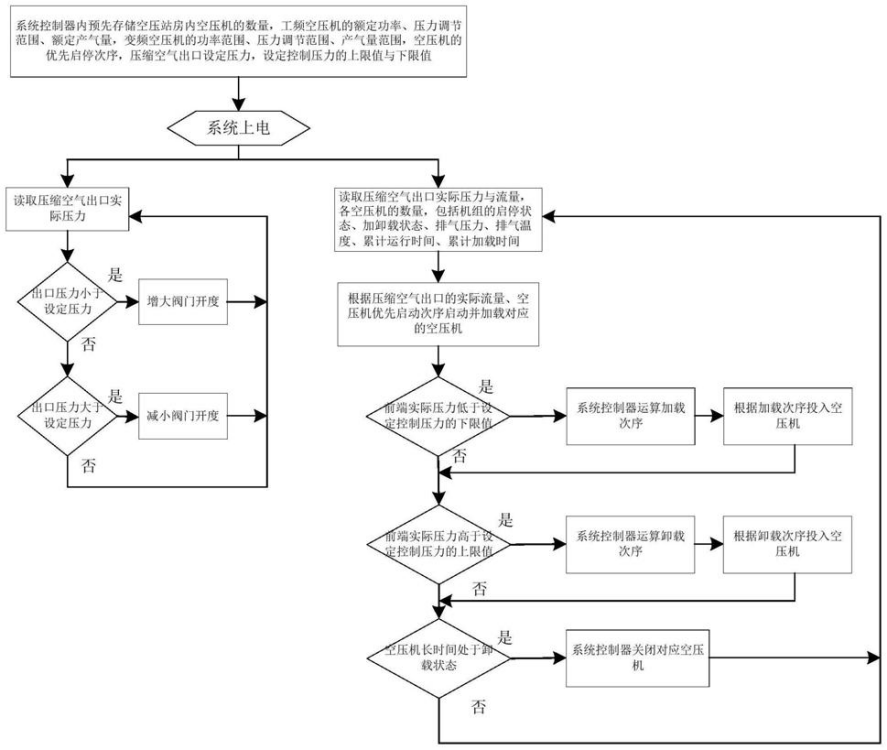 系统控制器内预先存储空压站房内空压机的数量，工频空压机的额定功率、压力调节
范围、额定产气量，变频空压机的功率范围、压力调节范围、产气量范围，空压机的
优先启停次序，压缩空气出口设定压力，设定控制压力的上限值与下限值
系统上电
读取压缩空气出口实
际压力
出口压力小于
设定压力
是
增大阀门开度
否
出口压力大于
设定压力
是
减小阀门开度
否
读取压缩空气出口实际压力与流量，
各空压机的数量，包括机组的启停状
态、加卸载状态、排气压力、排气温
度、累计运行时间、累计加载时间
根据压缩空气出口的实际流量、空
压机优先启动次序启动并加载对应
的空压机
前端实际压力低于设
定控制压力的下限值
是
系统控制器运算加载
次序
根据加载次序投入空
压机
否
前端实际压力高于设
定控制压力的上限值
是
系统控制器运算卸载
次序
根据卸载次序投入空
压机
否
空压机长时间处于卸
载状态
是
系统控制器关闭对应空压
机
否